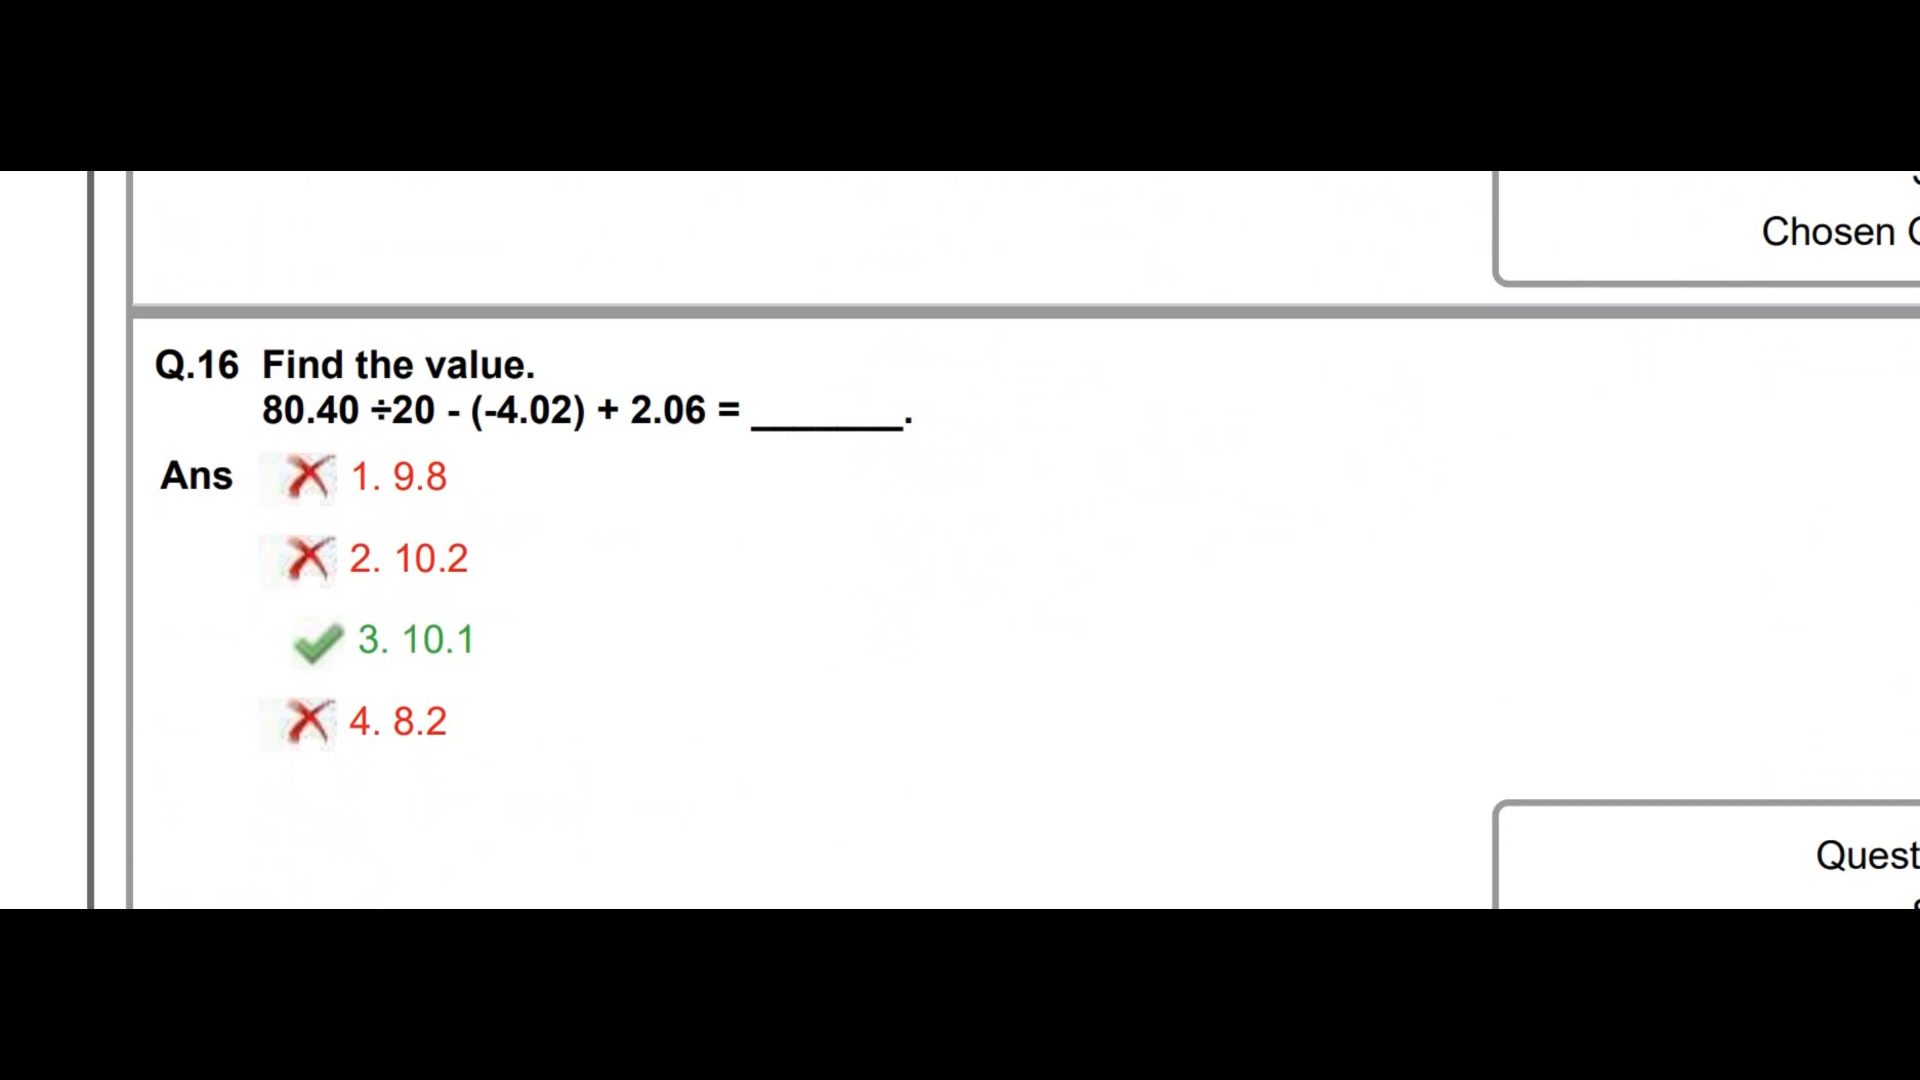 Chosen
Q.16 Find the value.
80.40 ÷20 - (-4.02) + 2.06 = _______.
Ans 1. 9.8
2. 10.2
3. 10.1
4. 8.2
Quest